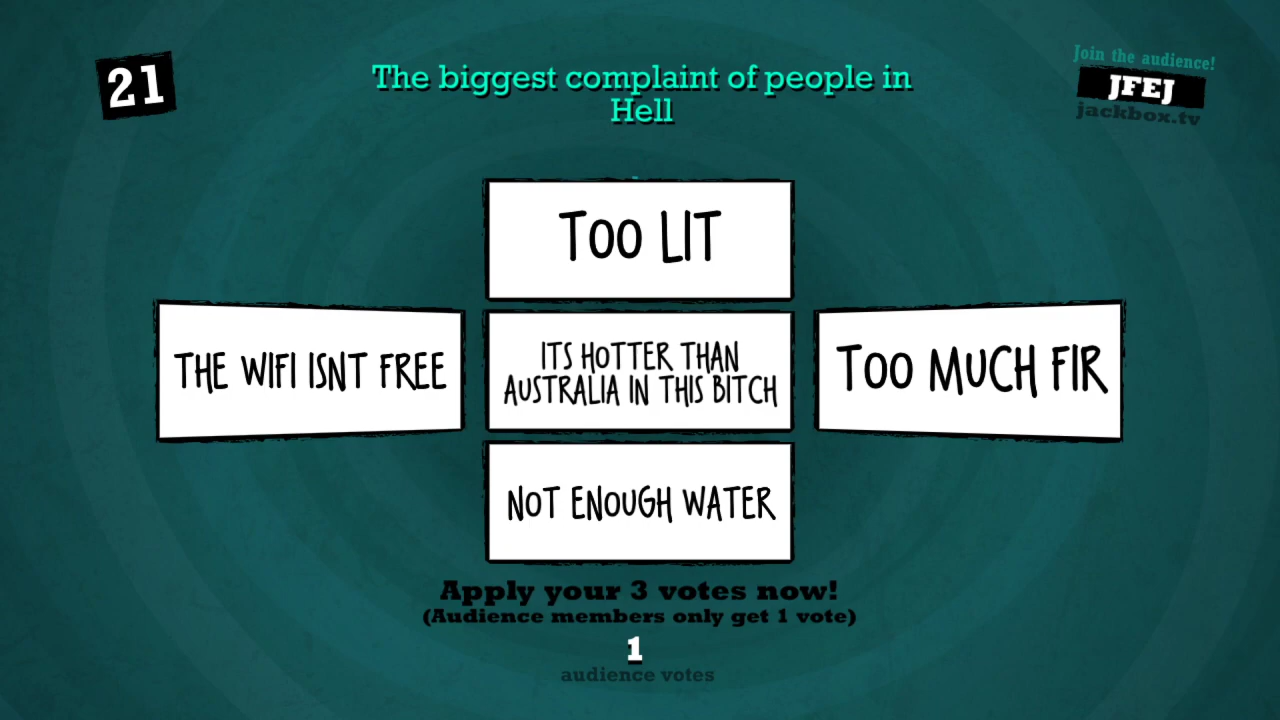 21
The biggest complaint of people in
Hell
Join the audience!
JFEJ
jackbox.tv
TOO LIT
THE WIFI ISNT FREE
ITS HOTTER THAN
AUSTRALIA IN THIS BITCH
TOO MUCH FIR
NOT ENOUGH WATER
Apply your 3 votes now!
(Audience members only get 1 vote)
1
audience votes